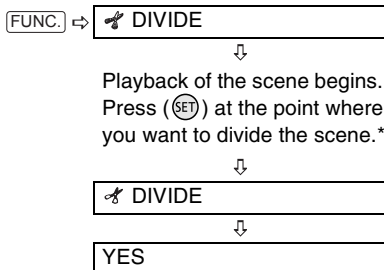 FUNC. ⇨ DIVIDE
⇩
Playback of the scene begins.
Press (SET) at the point where
you want to divide the scene.*
⇩
DIVIDE
⇩
YES